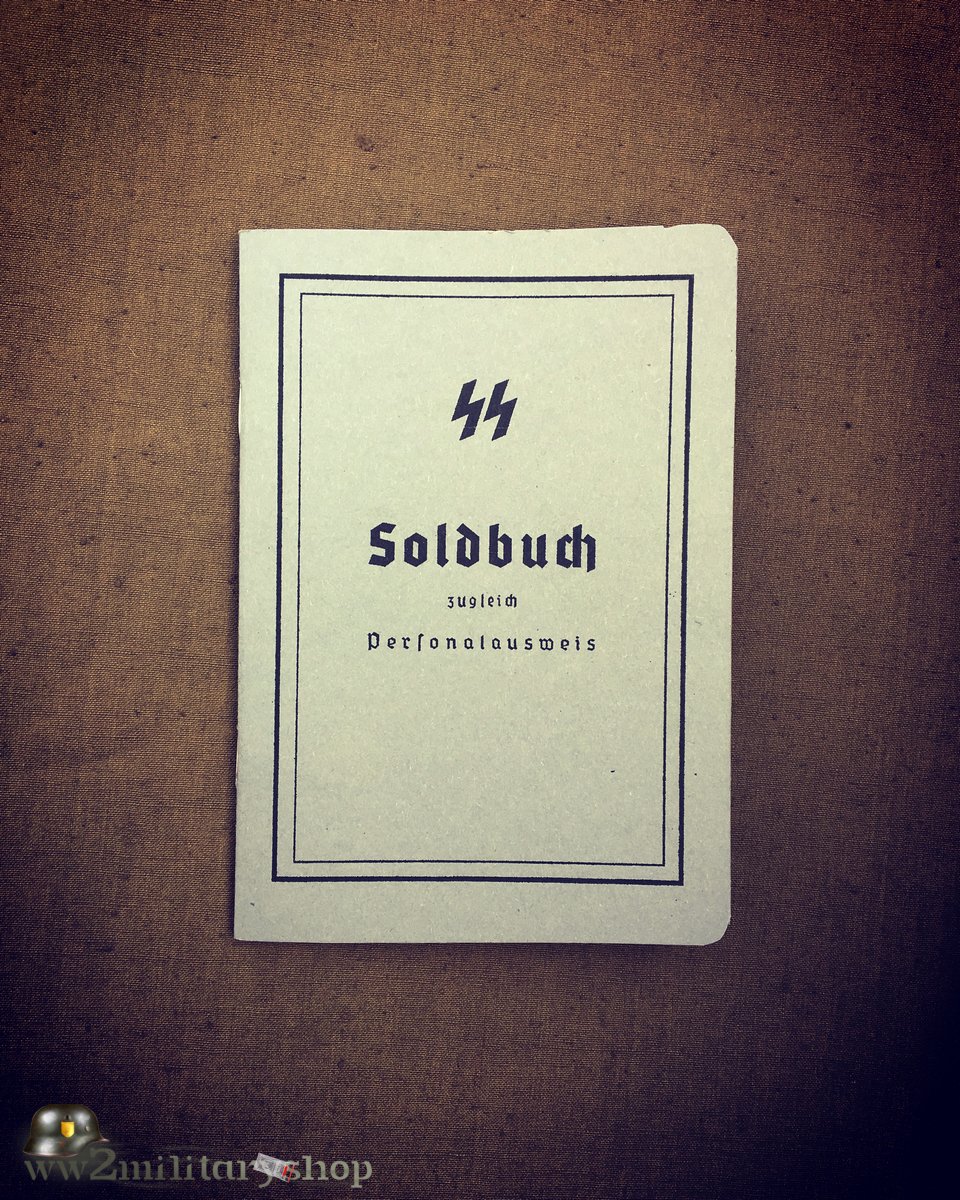 ᛋᛋ
Soldbuch
zugleich
Perſonalausweis
ww2militaryshop